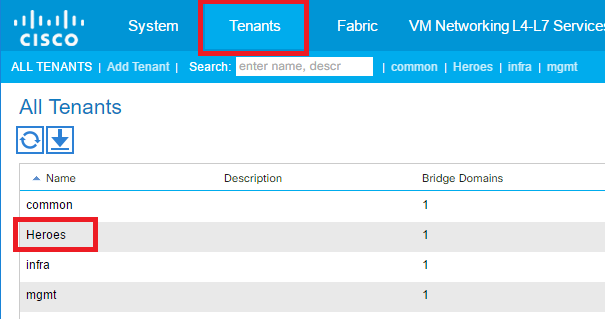 CISCO
System Tenants Fabric VM Networking L4-L7 Services
ALL TENANTS | Add Tenant | Search: enter name, descr | common | Heroes | infra | mgmt
All Tenants
Name Description Bridge Domains
common 1
Heroes 1
infra 1
mgmt 1